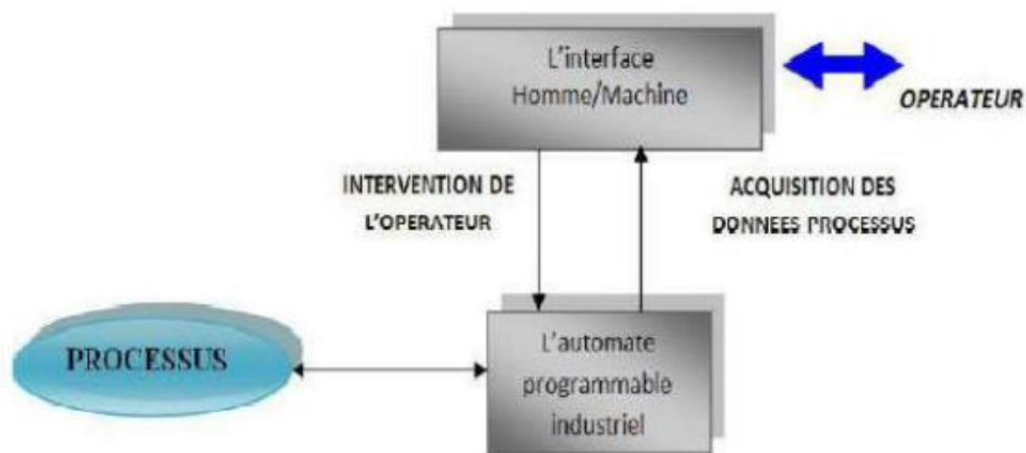 L'interface
Homme/Machine
OPERATEUR
INTERVENTION DE
L'OPERATEUR
ACQUISITION DES
DONNEES PROCESSUS
PROCESSUS
L'automate
programmable
industriel